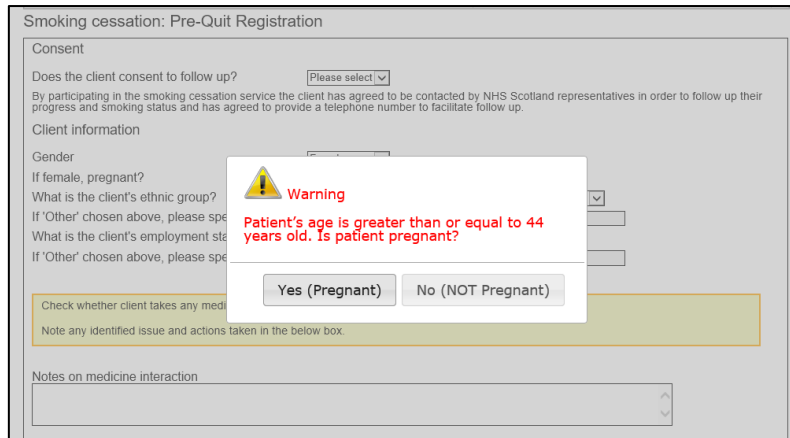 Smoking cessation: Pre-Quit Registration
Consent
Does the client consent to follow up? Please select
By participating in the smoking cessation service the client has agreed to be contacted by NHS Scotland representatives in order to follow up their
progress and smoking status and has agreed to provide a telephone number to facilitate follow up.
Client information
Gender
If female, pregnant?
What is the client's ethnic group?
If 'Other' chosen above, please spe
What is the client's employment sta
If 'Other' chosen above, please spe
Warning
Patient's age is greater than or equal to 44
years old. Is patient pregnant?
Yes (Pregnant) No (NOT Pregnant)
Check whether client takes any medi
Note any identified issue and actions taken in the below box.
Notes on medicine interaction